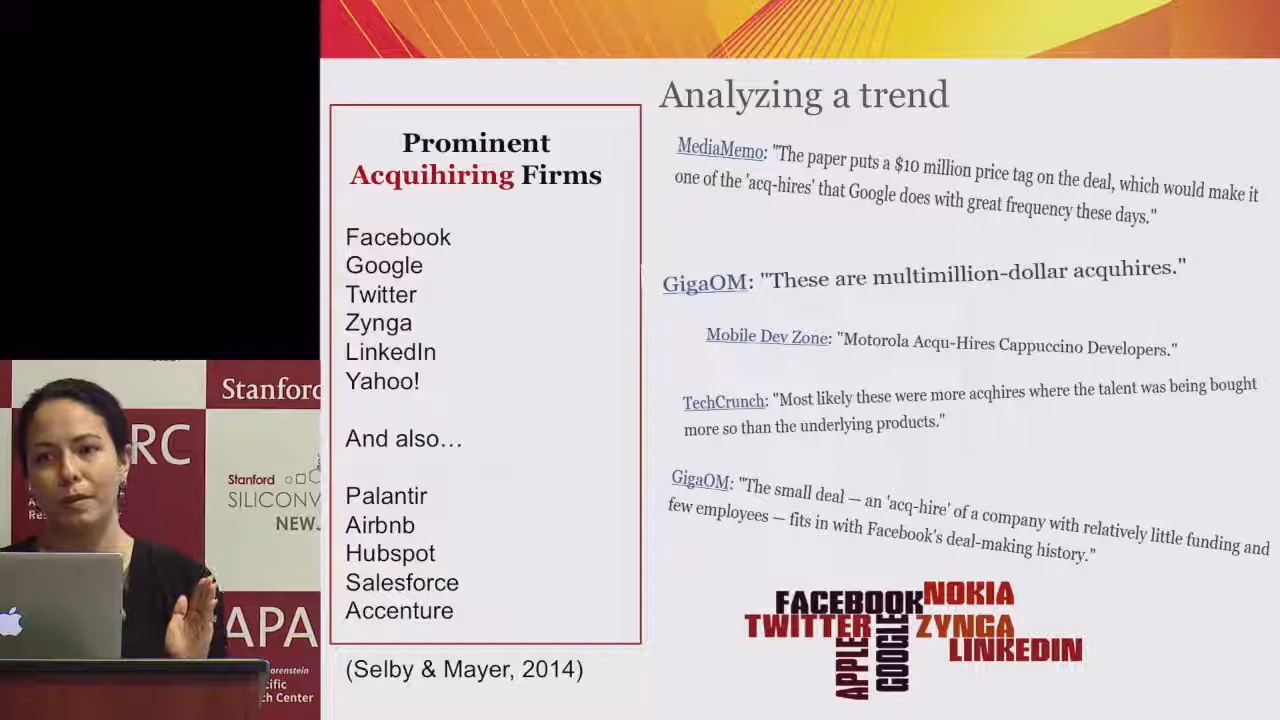 Analyzing a trend
Prominent
Acquihiring Firms
Facebook
Google
Twitter
Zynga
LinkedIn
Yahoo!
And also…
Palantir
Airbnb
Hubspot
Salesforce
Accenture
(Selby & Mayer, 2014)
MediaMemo: "The paper puts a $10 million price tag on the deal, which would make it
one of the 'acq-hires' that Google does with great frequency these days."
GigaOM: "These are multimillion-dollar acquhires."
Mobile Dev Zone: "Motorola Acqu-Hires Cappuccino Developers."
TechCrunch: "Most likely these were more acqhires where the talent was being bought
more so than the underlying products."
GigaOM: "The small deal — an 'acq-hire' of a company with relatively little funding and
few employees — fits in with Facebook's deal-making history."
FACEBOOK
NOKIA
TWITTER
ZYNGA
LINKEDIN
APPLE
GOOGLE
Stanford
RC
Stanford
SILICONV
NEW
APA
orenstein
cific
ch Center